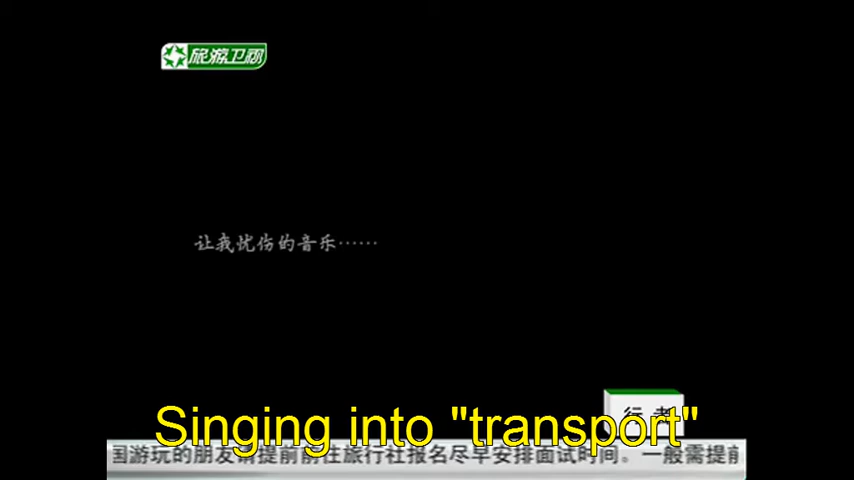 旅游卫视
让我忧伤的音乐……
行者
Singing into "transport"
国游玩的朋友请提前前往旅行社报名尽早安排面试时间。一般需提前